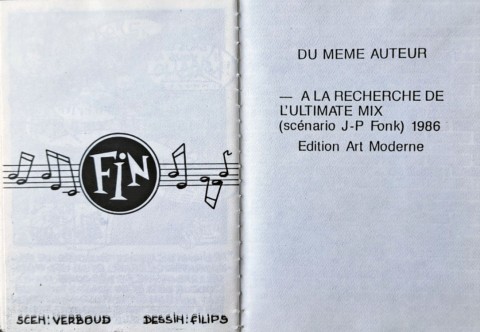 FIN
SCEN: VERBOUD DESSIN: FILIPS
DU MEME AUTEUR
— A LA RECHERCHE DE
L'ULTIMATE MIX
(scénario J-P Fonk) 1986
Edition Art Moderne